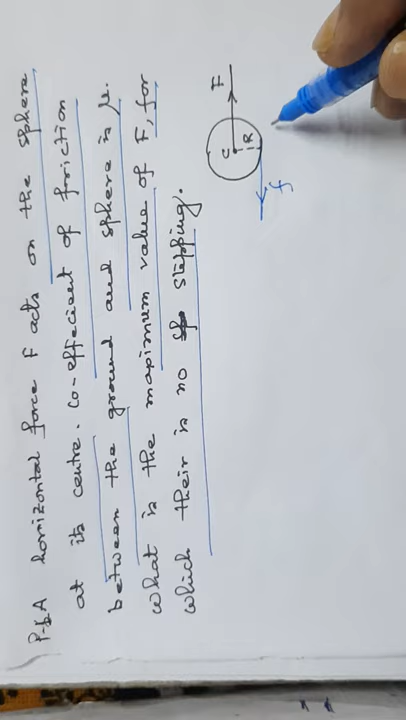 A horizontal force F acts on the sphere
at its centre. Co-efficient of friction
between the ground and sphere is μ.
What is the maximum value of F, for
which their is no slipping.
F
C
R
f